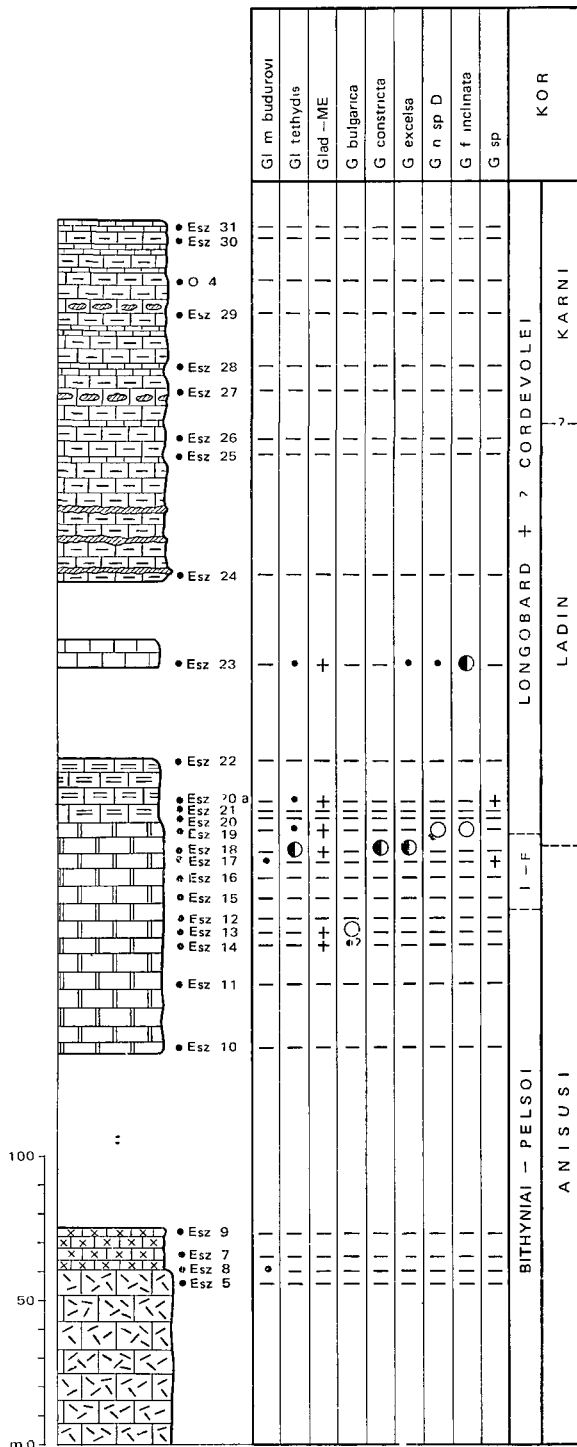 Gl m budurovi
Gl tethydis
Glad–ME
G bulgarica
G constricta
G excelsa
G n sp D
G f inclinata
G sp
KOR
Esz 31
Esz 30
O 4
Esz 29
Esz 28
Esz 27
Esz 26
Esz 25
Esz 24
Esz 23
Esz 22
Esz 20 a
Esz 21
Esz 20
Esz 19
Esz 18
Esz 17
Esz 16
Esz 15
Esz 12
Esz 13
Esz 14
?
Esz 11
Esz 10
Esz 9
Esz 7
Esz 8
Esz 5
100
50
m 0
LONGOBARD + ? CORDEVOLEI
I – F
BITHYNIAI – PELSOI
KARNI
?
LADIN
ANISUSI